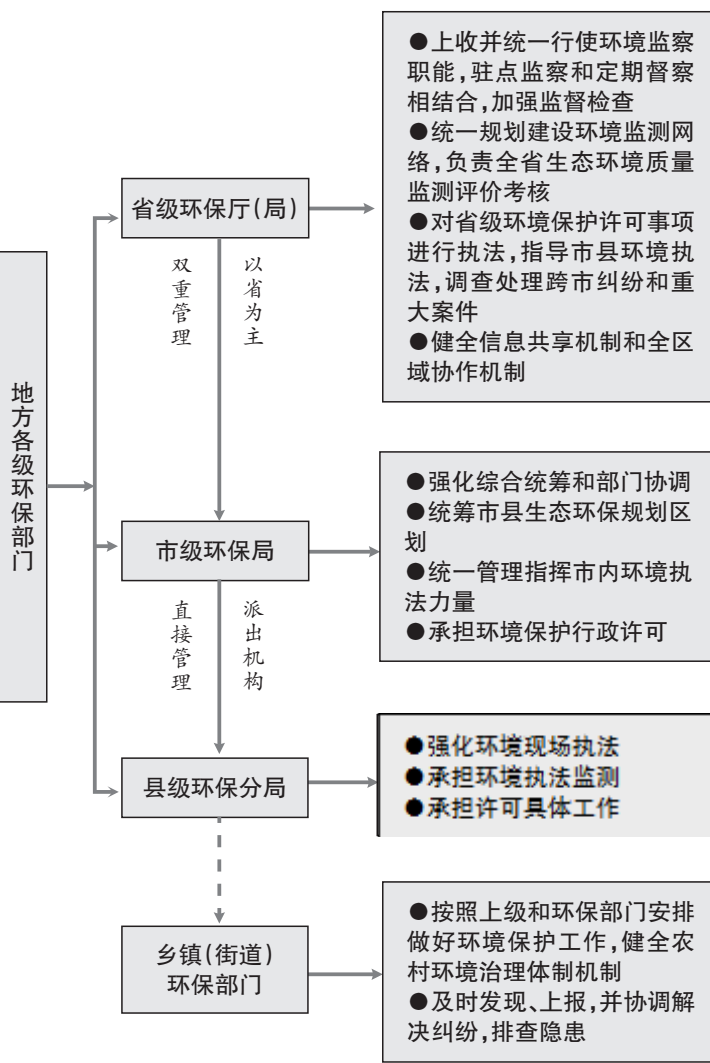 地方各级环保部门
省级环保厅(局)
●上收并统一行使环境监察
职能,驻点监察和定期督察
相结合,加强监督检查
●统一规划建设环境监测网
络,负责全省生态环境质量
监测评价考核
●对省级环境保护许可事项
进行执法,指导市县环境执
法,调查处理跨市纠纷和重
大案件
●健全信息共享机制和全区
域协作机制
双重管理
以省为主
市级环保局
●强化综合统筹和部门协调
●统筹市县生态环保规划区
划
●统一管理指挥市内环境执
法力量
●承担环境保护行政许可
直接管理
派出机构
县级环保分局
●强化环境现场执法
●承担环境执法监测
●承担许可具体工作
乡镇(街道)
环保部门
●按照上级和环保部门安排
做好环境保护工作,健全农
村环境治理体制机制
●及时发现、上报,并协调解
决纠纷,排查隐患